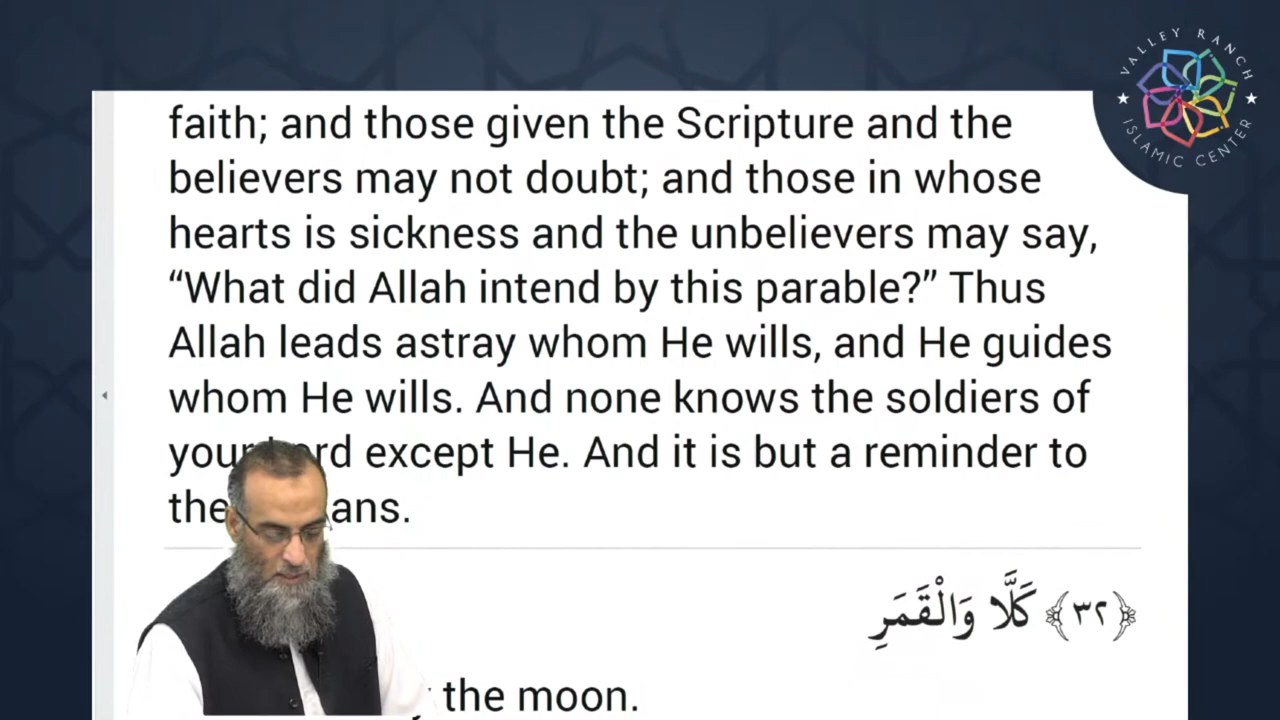 VALLEY RANCH
ISLAMIC CENTER
faith; and those given the Scripture and the
believers may not doubt; and those in whose
hearts is sickness and the unbelievers may say,
“What did Allah intend by this parable?” Thus
Allah leads astray whom He wills, and He guides
whom He wills. And none knows the soldiers of
your rd except He. And it is but a reminder to
the ans.
﴿٣٢﴾ كَلَّا وَالْقَمَرِ
the moon.